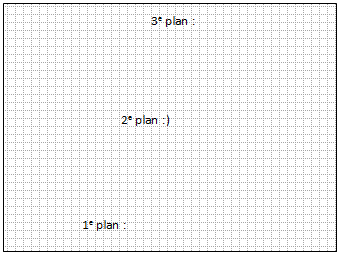 3ᵉ plan :
2ᵉ plan :)
1ᵉ plan :